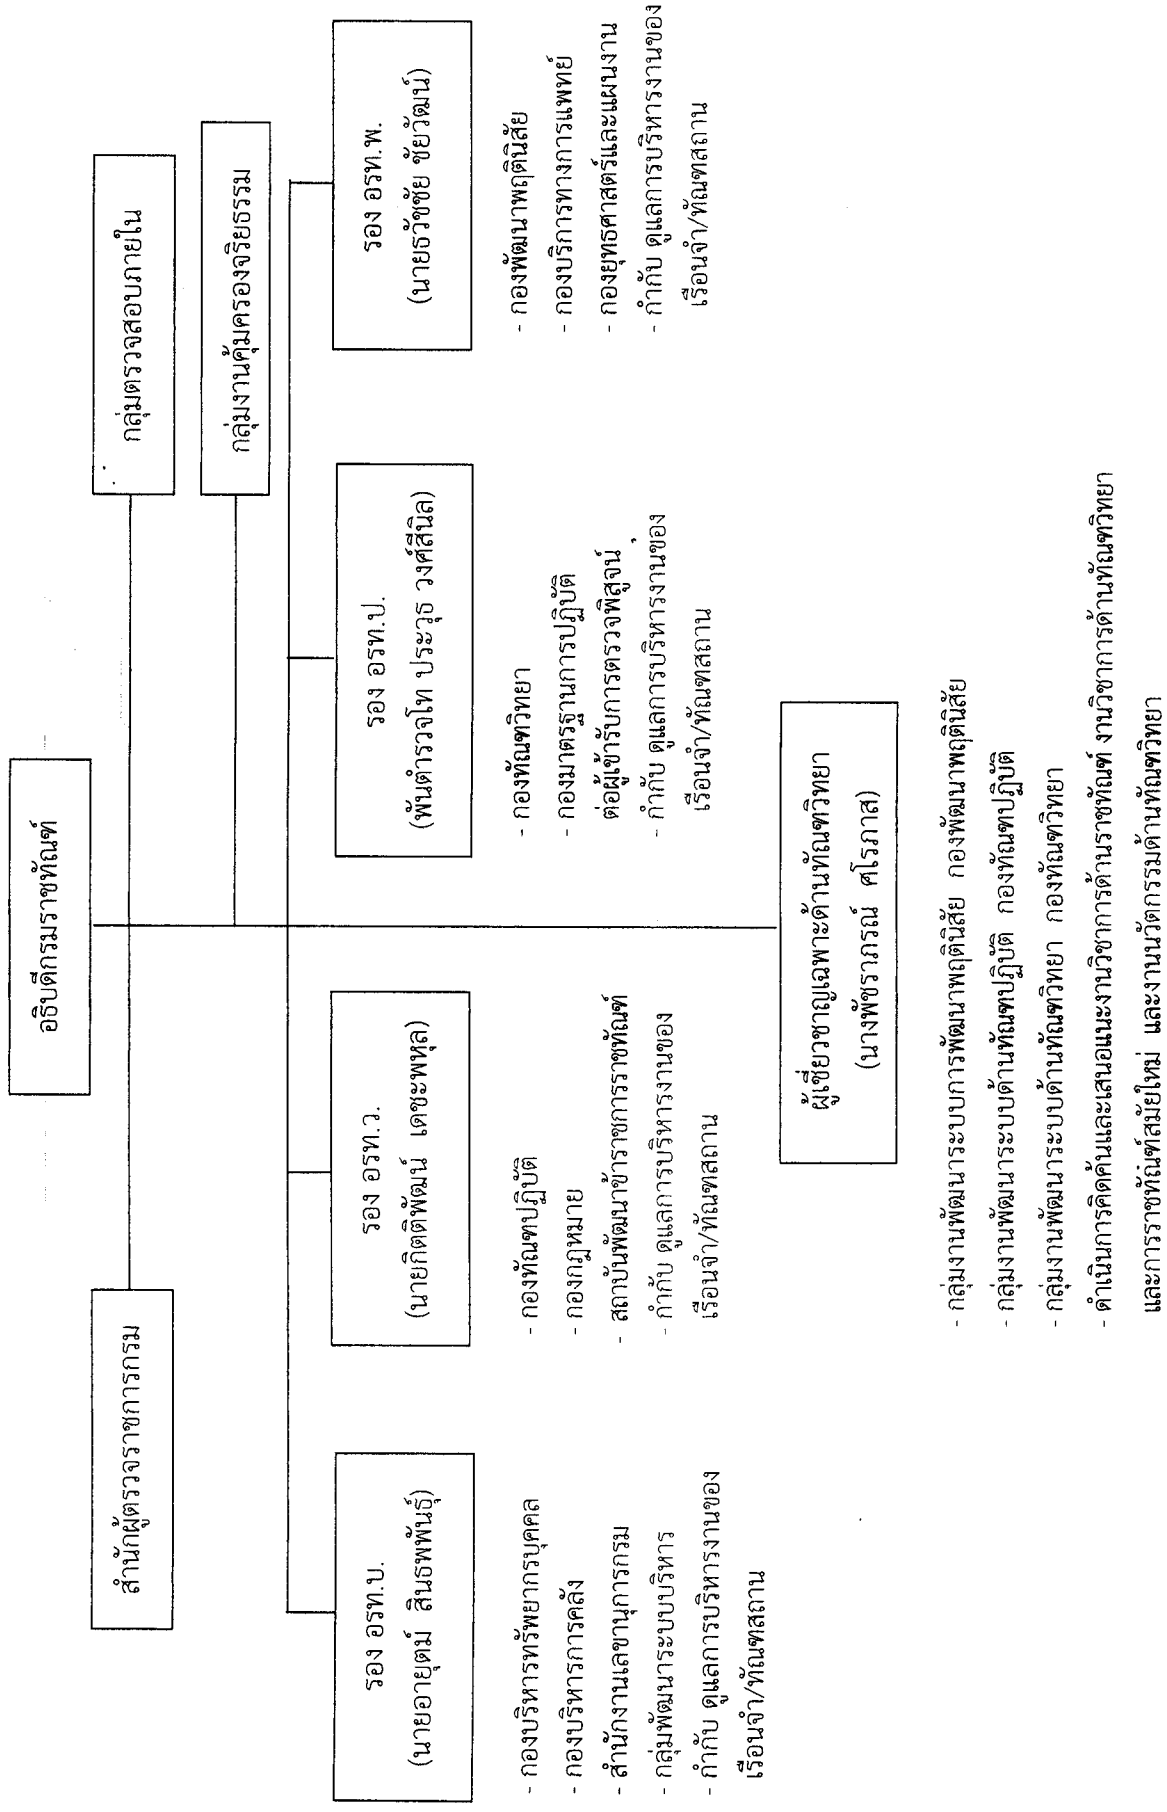 อธิบดีกรมราชทัณฑ์
สำนักผู้ตรวจราชการกรม
กลุ่มตรวจสอบภายใน
กลุ่มงานคุ้มครองจริยธรรม
รอง อรท.บ.
(นายอายุตม์ สินธพพันธุ์)
- กองบริหารทรัพยากรบุคคล
- กองบริหารการคลัง
- สำนักงานเลขานุการกรม
- กลุ่มพัฒนาระบบบริหาร
- กำกับ ดูแลการบริหารงานของ
เรือนจำ/ทัณฑสถาน
รอง อรท.ว.
(นายกิตติพัฒน์ เดชะพหุล)
- กองทัณฑปฏิบัติ
- กองกฎหมาย
- สถาบันพัฒนาข้าราชการราชทัณฑ์
- กำกับ ดูแลการบริหารงานของ
เรือนจำ/ทัณฑสถาน
รอง อรท.ป.
(พันตำรวจโท ประวุธ วงศ์สีนิล)
- กองทัณฑวิทยา
- กองมาตรฐานการปฏิบัติ
ต่อผู้เข้ารับการตรวจพิสูจน์
- กำกับ ดูแลการบริหารงานของ
เรือนจำ/ทัณฑสถาน
รอง อรท.พ.
(นายธวัชชัย ชัยวัฒน์)
- กองพัฒนาพฤตินิสัย
- กองบริการทางการแพทย์
- กองยุทธศาสตร์และแผนงาน
- กำกับ ดูแลการบริหารงานของ
เรือนจำ/ทัณฑสถาน
ผู้เชี่ยวชาญเฉพาะด้านทัณฑวิทยา
(นางพัชราภรณ์ ศโรภาส)
- กลุ่มงานพัฒนาระบบการพัฒนาพฤตินิสัย กองพัฒนาพฤตินิสัย
- กลุ่มงานพัฒนาระบบด้านทัณฑปฏิบัติ กองทัณฑปฏิบัติ
- กลุ่มงานพัฒนาระบบด้านทัณฑวิทยา กองทัณฑวิทยา
- ดำเนินการคิดค้นและเสนอแนะงานวิชาการด้านราชทัณฑ์ งานวิชาการด้านทัณฑวิทยา
และการราชทัณฑ์สมัยใหม่ และงานนวัตกรรมด้านทัณฑวิทยา